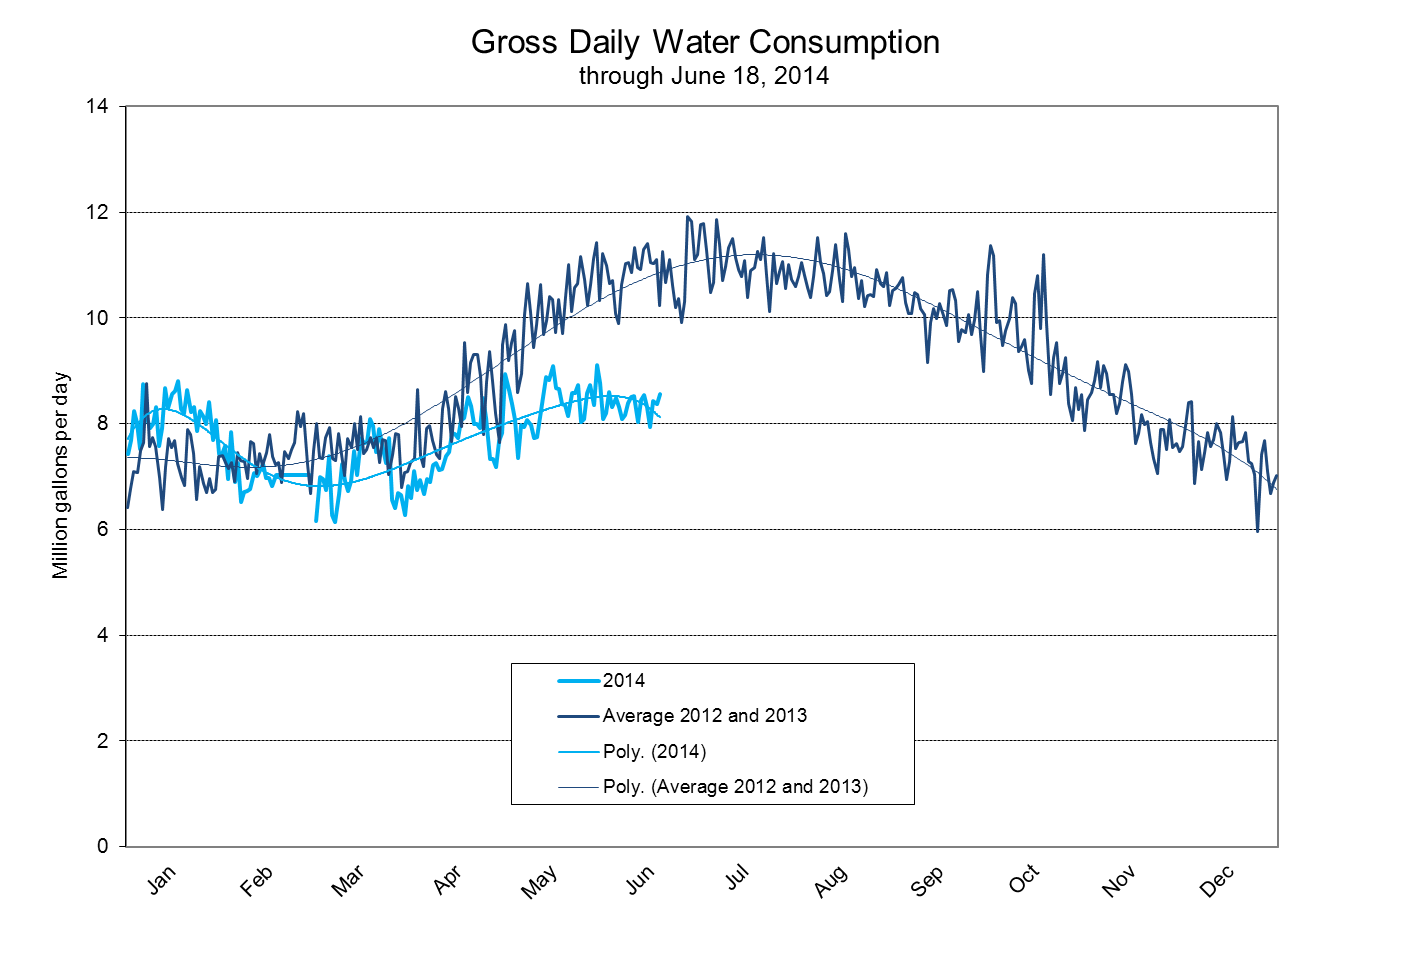 Gross Daily Water Consumption
through June 18, 2014
14
12
10
8
6
4
2
0
Million gallons per day
2014
Average 2012 and 2013
Poly. (2014)
Poly. (Average 2012 and 2013)
Jan Feb Mar Apr May Jun Jul Aug Sep Oct Nov Dec